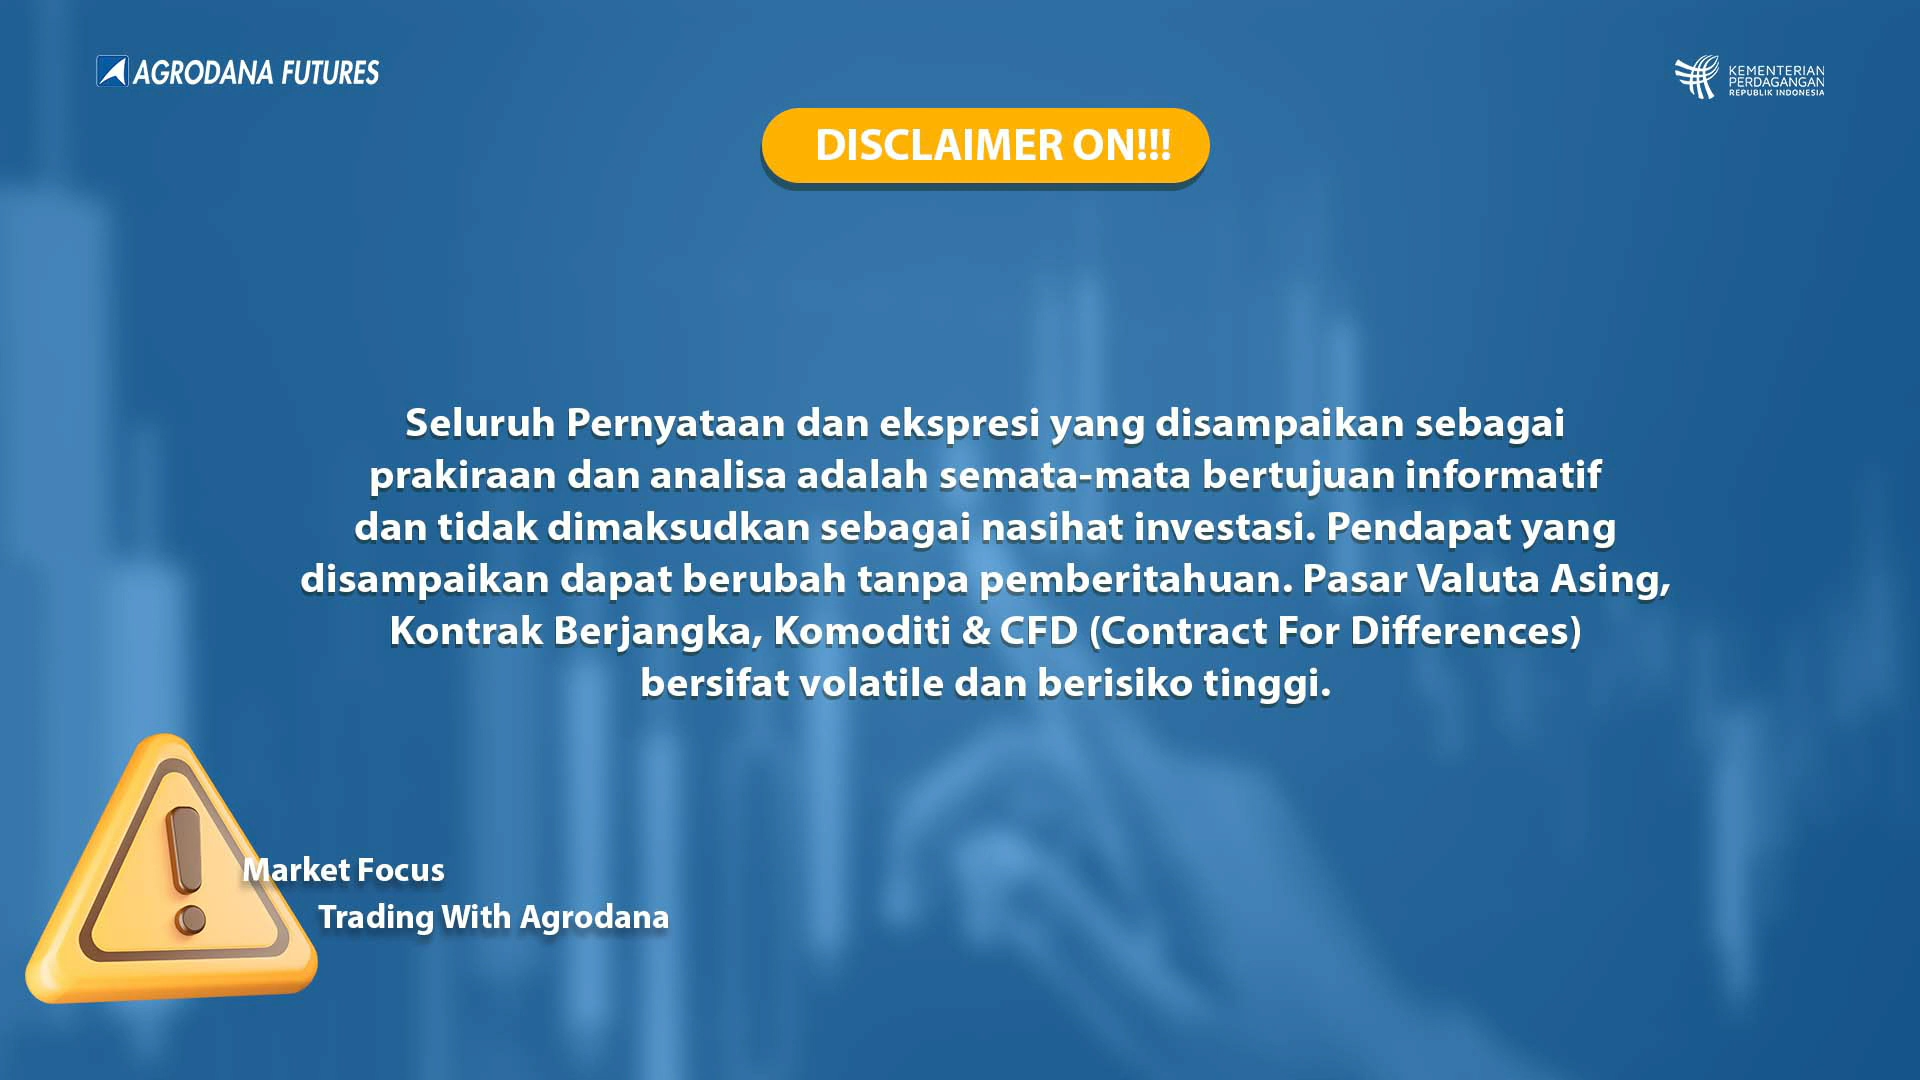 AGRODANA FUTURES
KEMENTERIAN
PERDAGANGAN
REPUBLIK INDONESIA
DISCLAIMER ON!!!
Seluruh Pernyataan dan ekspresi yang disampaikan sebagai
prakiraan dan analisa adalah semata-mata bertujuan informatif
dan tidak dimaksudkan sebagai nasihat investasi. Pendapat yang
disampaikan dapat berubah tanpa pemberitahuan. Pasar Valuta Asing,
Kontrak Berjangka, Komoditi & CFD (Contract For Differences)
bersifat volatile dan berisiko tinggi.
Market Focus
Trading With Agrodana